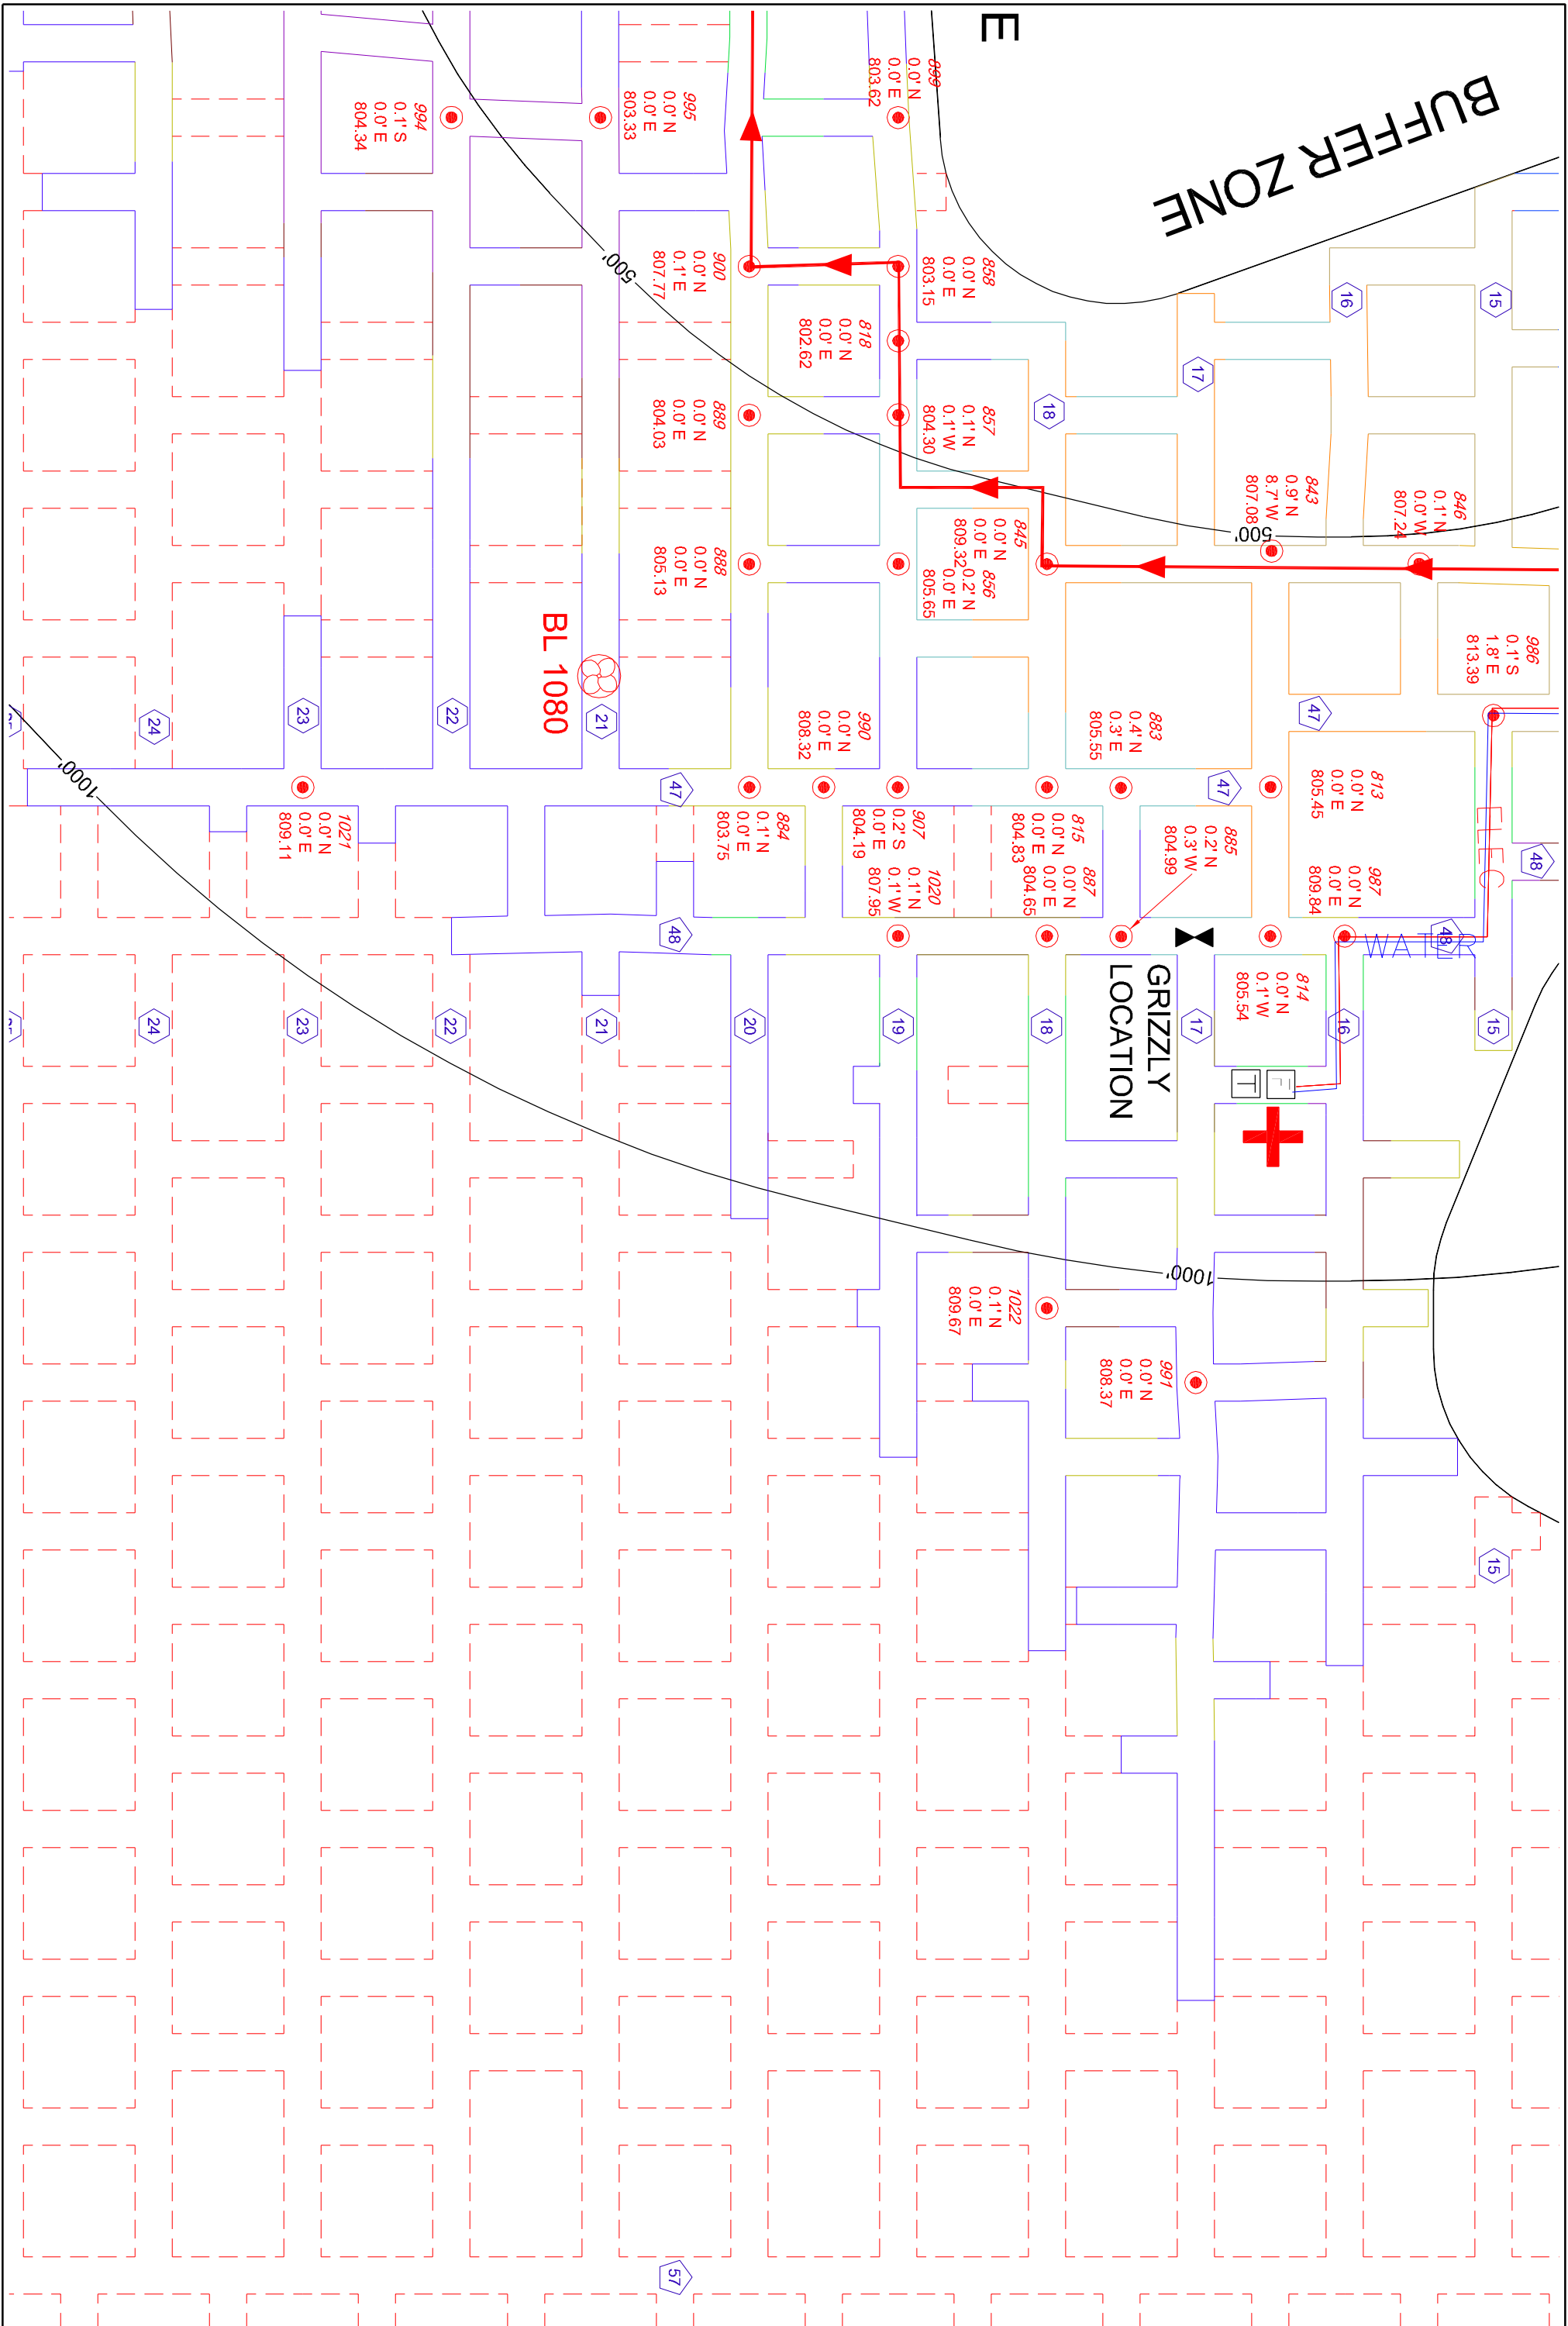 E
BUFFER ZONE
899
0.0' N
0.0' E
803.62
995
0.0' N
0.0' E
803.33
994
0.1' S
0.0' E
804.34
858
0.0' N
0.0' E
803.15
900
0.0' N
0.1' E
807.77
818
0.0' N
0.0' E
802.62
857
0.1' N
0.1' W
804.30
889
0.0' N
0.0' E
804.03
500'
500'
15
16
17
18
846
0.1' N
0.0' W
807.24
843
0.9' N
8.7' W
807.08
845
0.0' N
0.0' E
809.32
856
0.2' N
0.0' E
805.65
888
0.0' N
0.0' E
805.13
BL 1080
986
0.1' S
1.8' E
813.39
883
0.4' N
0.3' E
805.55
990
0.0' N
0.0' E
808.32
21
22
23
24
47
47
47
813
0.0' N
0.0' E
805.45
987
0.0' N
0.0' E
809.84
885
0.2' N
0.3' W
804.99
815
0.0' N
0.0' E
804.83
887
0.0' N
0.0' E
804.65
907
0.2' S
0.0' E
804.19
1020
0.1' N
0.1' W
807.95
884
0.1' N
0.0' E
803.75
1021
0.0' N
0.0' E
809.11
1000'
ELEC
WATER
48
48
48
814
0.0' N
0.1' W
805.54
GRIZZLY
LOCATION
15
16
17
18
19
20
21
22
23
24
F
T
1000'
1022
0.1' N
0.0' E
809.67
991
0.0' N
0.0' E
808.37
15
57